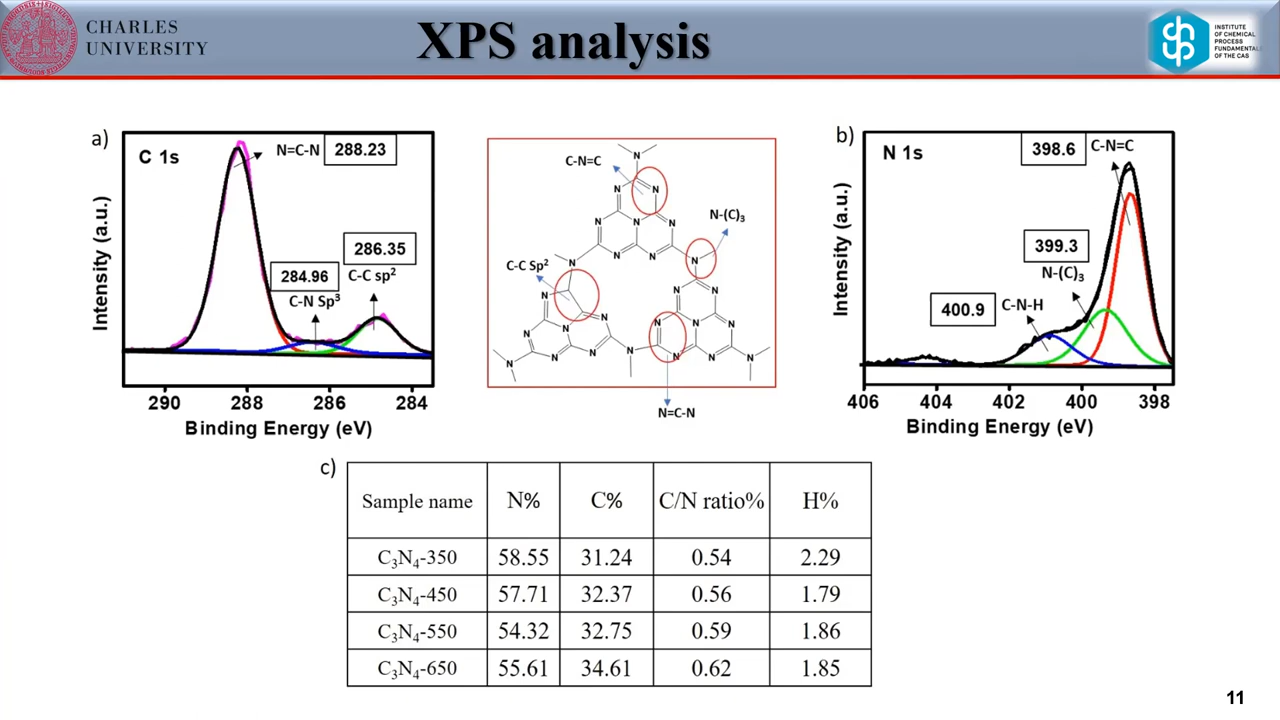 CHARLES
UNIVERSITY
XPS analysis
INSTITUTE
OF CHEMICAL
PROCESS
FUNDAMENTALS
OF THE CAS
a)
C 1s
N=C-N
288.23
286.35
284.96
C-C sp²
C-N Sp³
Intensity (a.u.)
290 288 286 284
Binding Energy (eV)
C-N=C
N-(C)₃
C-C Sp²
N=C-N
b)
N 1s
398.6
C-N=C
399.3
N-(C)₃
400.9
C-N-H
Intensity (a.u.)
406 404 402 400 398
Binding Energy (eV)
c)
Sample name N% C% C/N ratio% H%
C₃N₄-350 58.55 31.24 0.54 2.29
C₃N₄-450 57.71 32.37 0.56 1.79
C₃N₄-550 54.32 32.75 0.59 1.86
C₃N₄-650 55.61 34.61 0.62 1.85
11